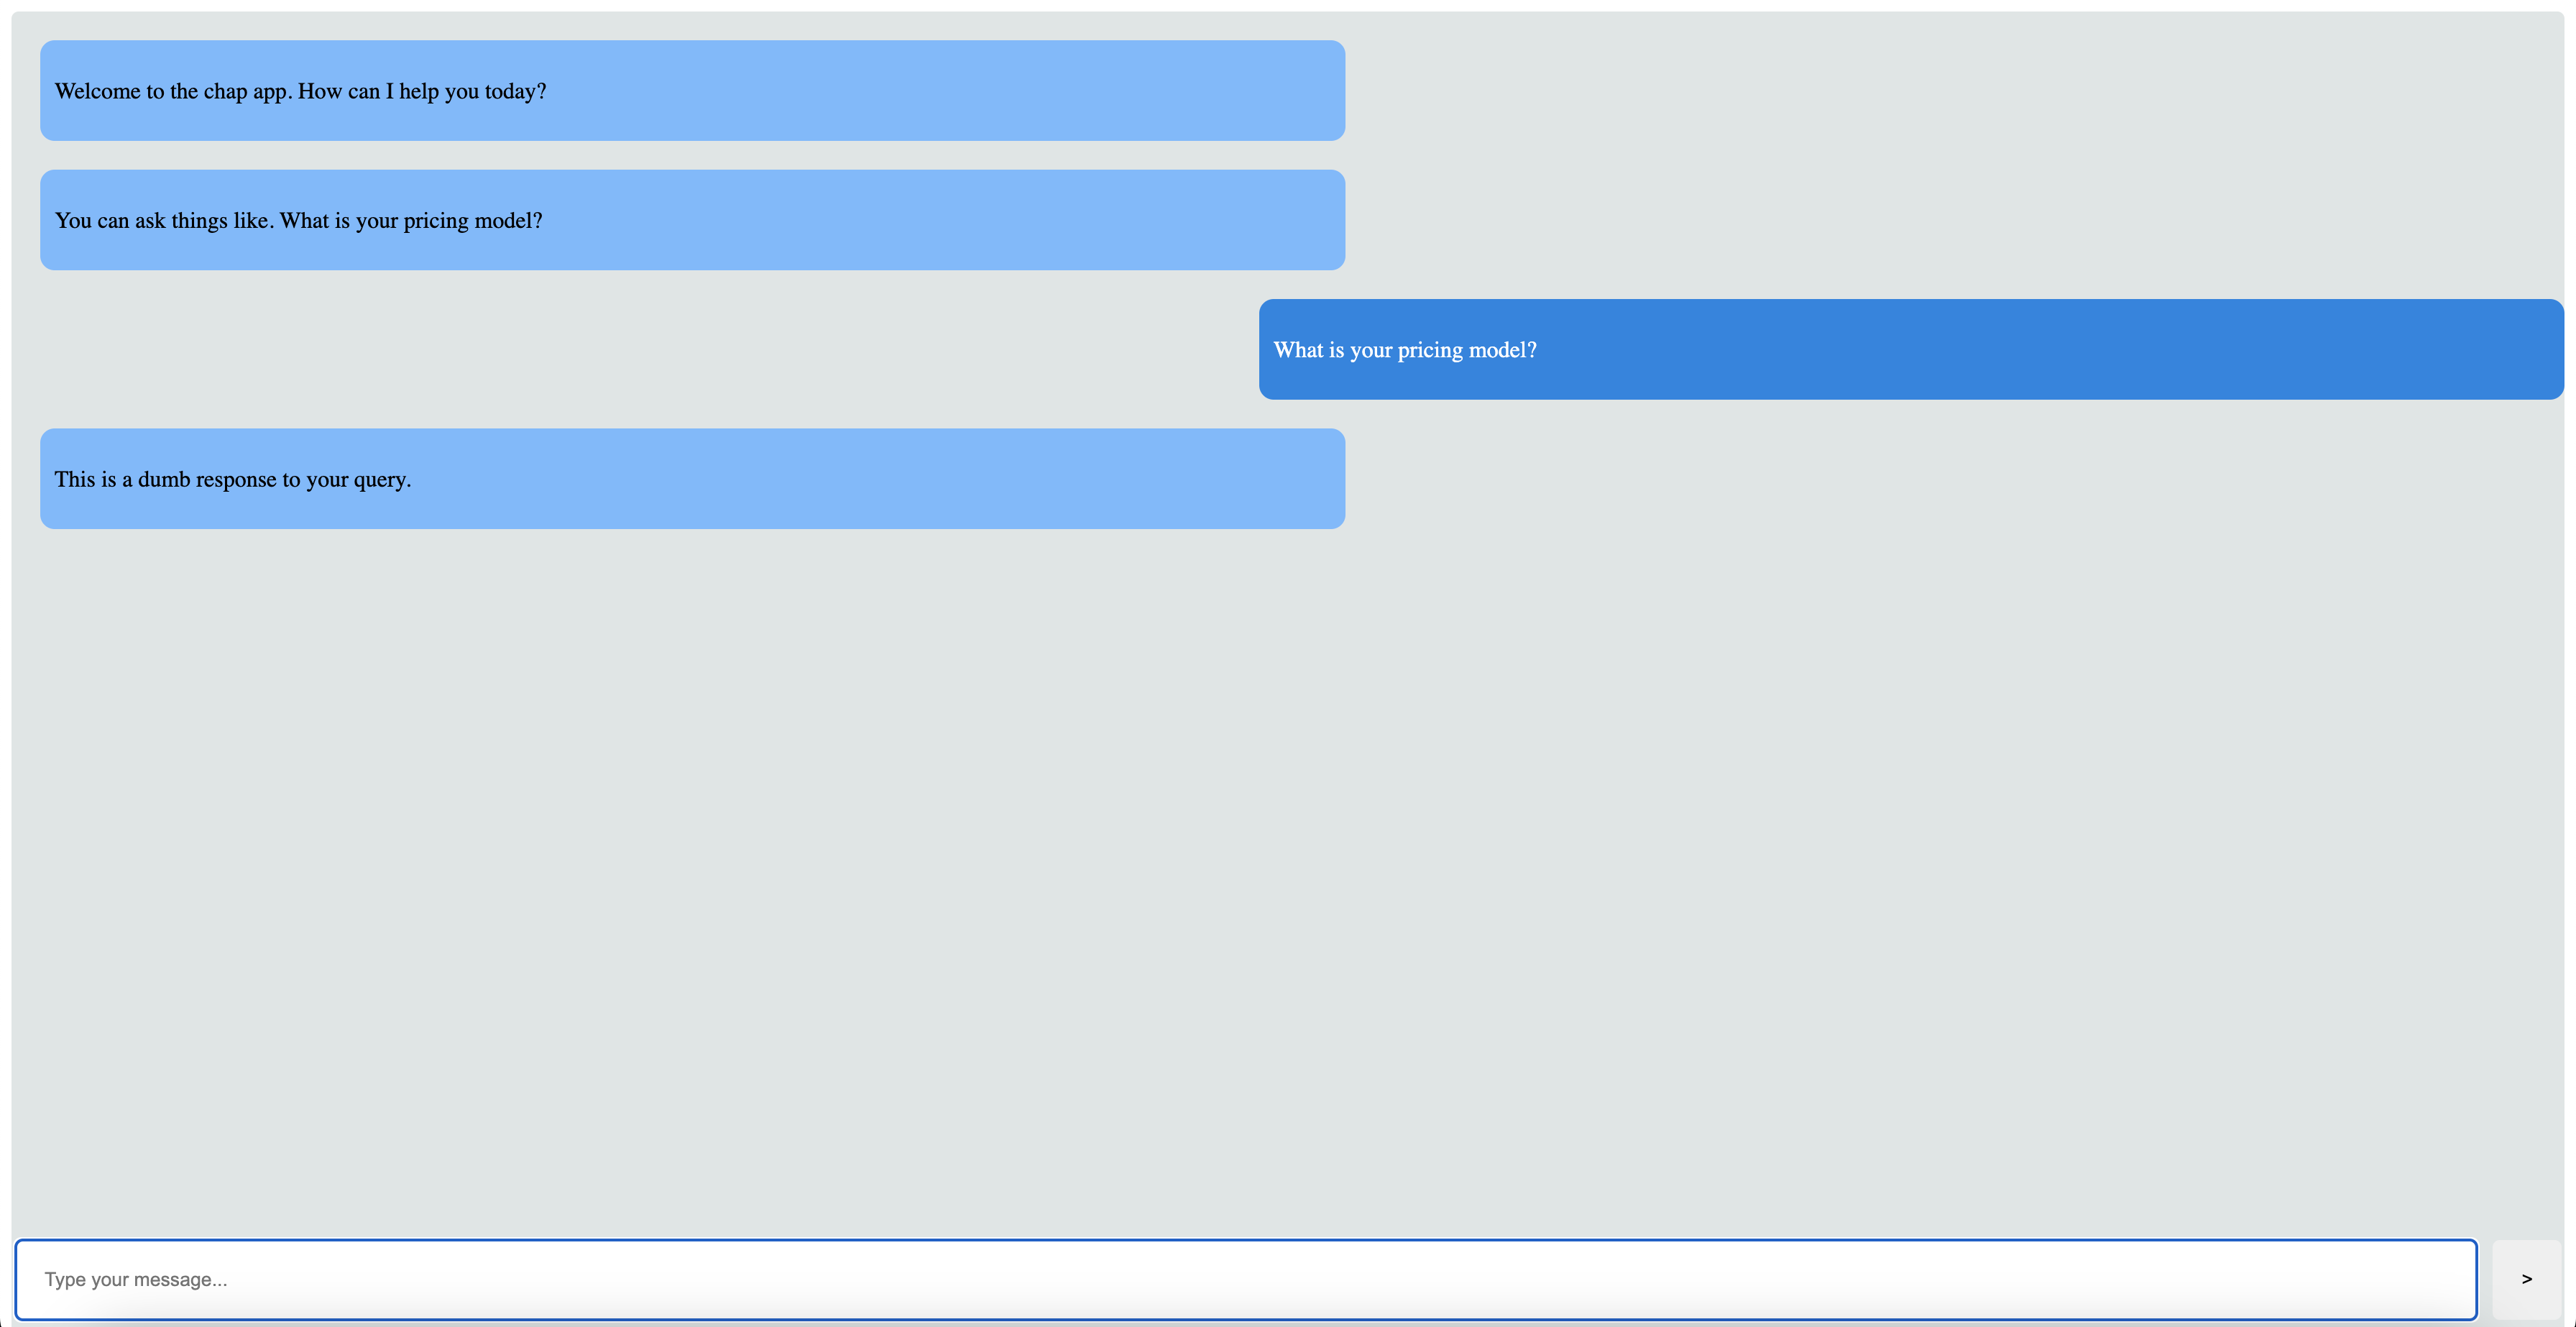 Welcome to the chap app. How can I help you today?
You can ask things like. What is your pricing model?
What is your pricing model?
This is a dumb response to your query.
Type your message...
>